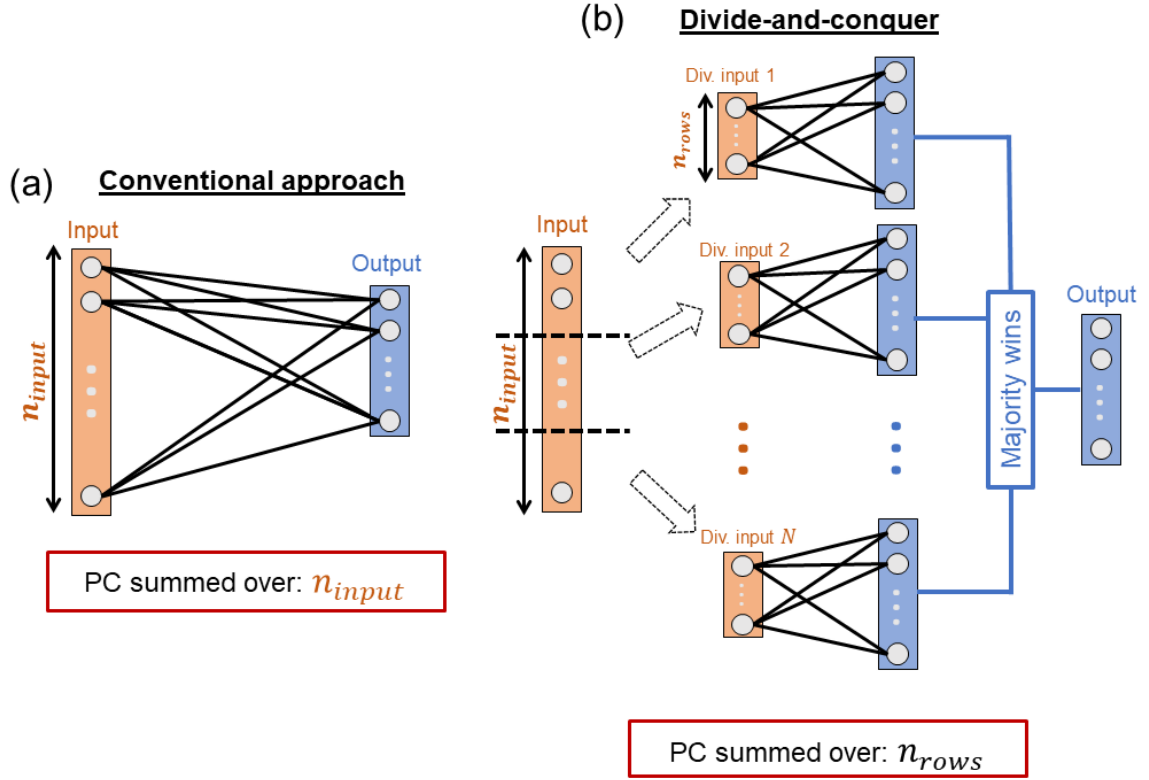 (a)
Conventional approach
Input
Output
n_input
PC summed over: n_input
(b)
Divide-and-conquer
Input
n_input
Div. input 1
n_rows
Div. input 2
Div. input N
Majority wins
Output
PC summed over: n_rows